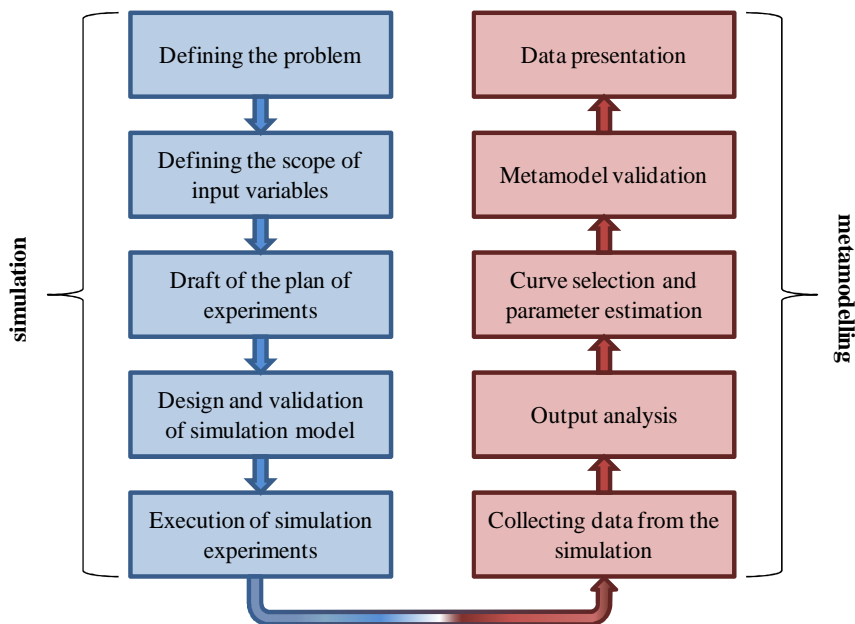 simulation
Defining the problem
Defining the scope of
input variables
Draft of the plan of
experiments
Design and validation
of simulation model
Execution of simulation
experiments
Data presentation
Metamodel validation
Curve selection and
parameter estimation
Output analysis
Collecting data from the
simulation
metamodelling